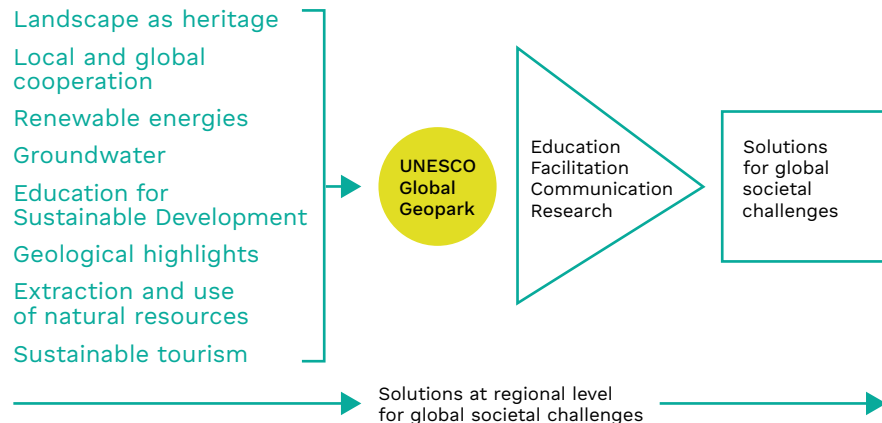 Landscape as heritage
Local and global
cooperation
Renewable energies
Groundwater
Education for
Sustainable Development
Geological highlights
Extraction and use
of natural resources
Sustainable tourism
UNESCO
Global
Geopark
Education
Facilitation
Communication
Research
Solutions
for global
societal
challenges
Solutions at regional level
for global societal challenges